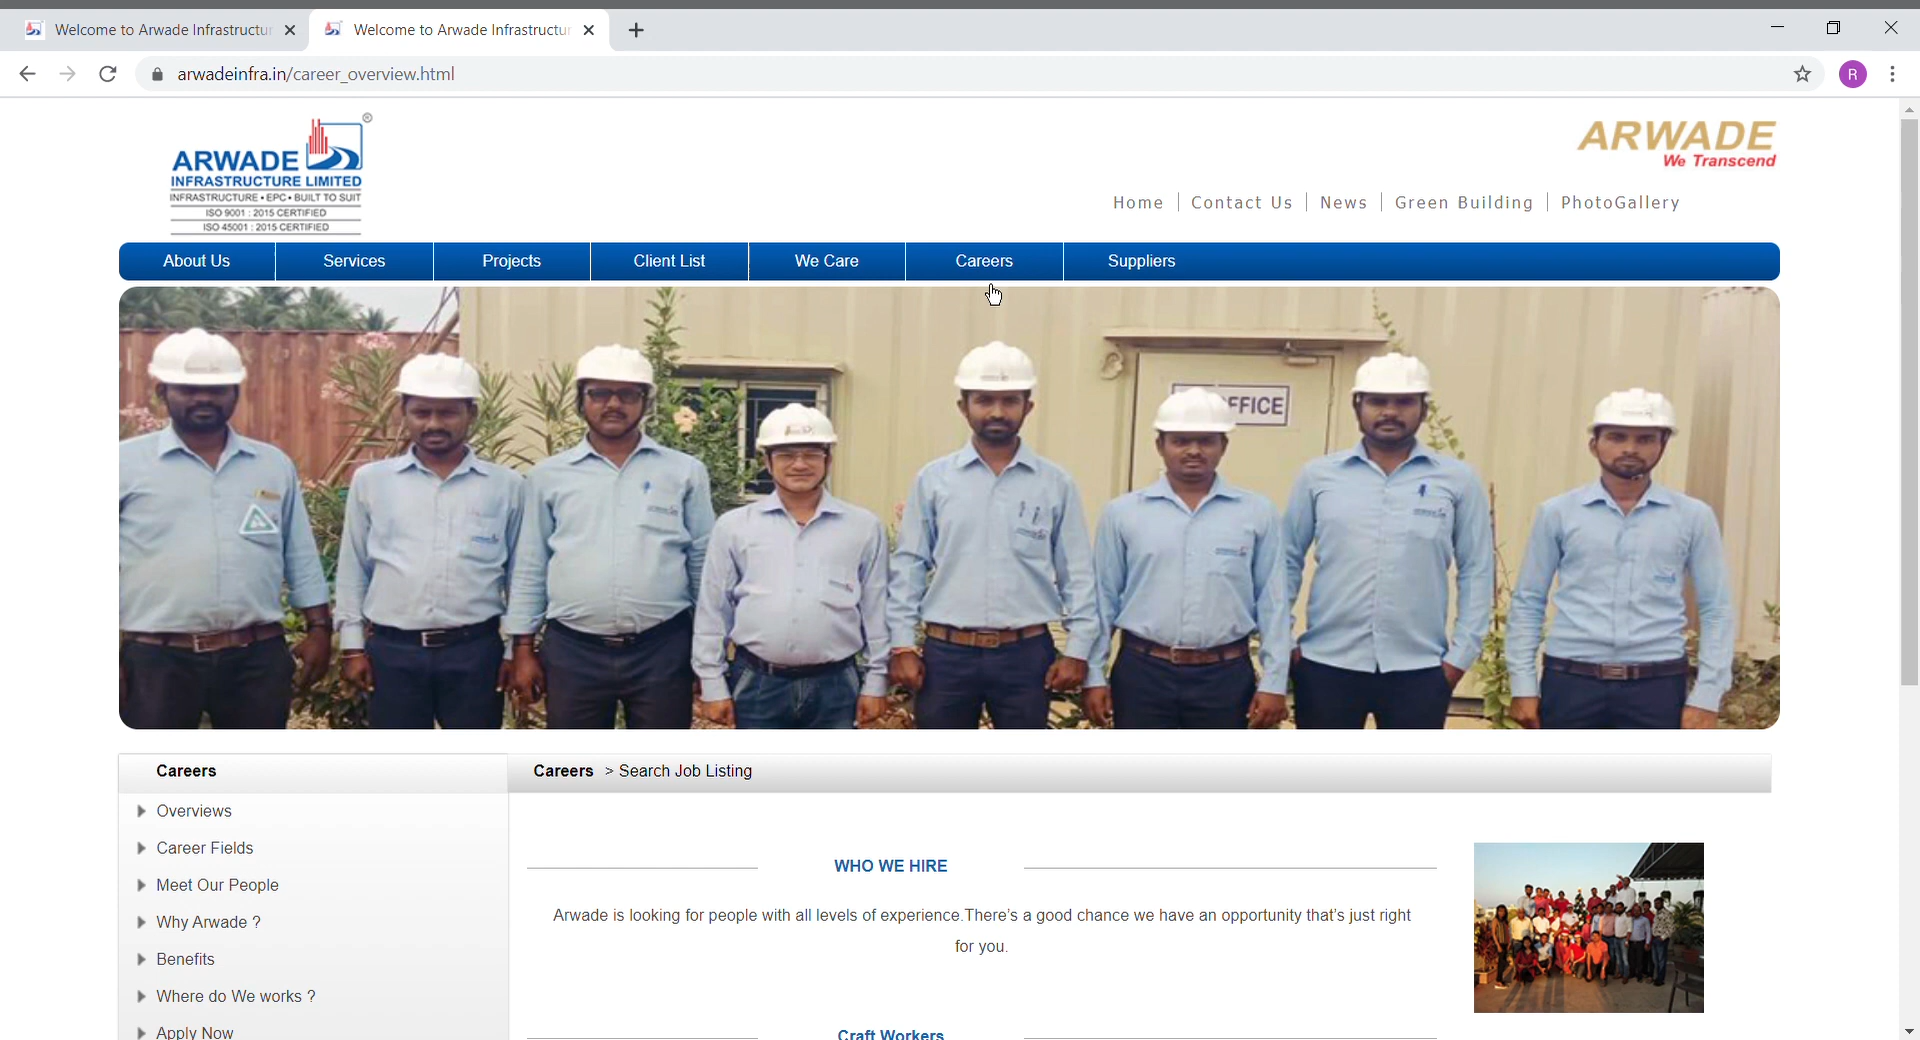 Welcome to Arwade Infrastructur
Welcome to Arwade Infrastructur
arwadeinfra.in/career_overview.html
R
®
ARWADE
INFRASTRUCTURE LIMITED
INFRASTRUCTURE • EPC • BUILT TO SUIT
ISO 9001 : 2015 CERTIFIED
ISO 45001 : 2015 CERTIFIED
ARWADE
We Transcend
Home | Contact Us | News | Green Building | PhotoGallery
About Us Services Projects Client List We Care Careers Suppliers
FFICE
Careers
Overviews
Career Fields
Meet Our People
Why Arwade ?
Benefits
Where do We works ?
Apply Now
Careers > Search Job Listing
WHO WE HIRE
Arwade is looking for people with all levels of experience.There's a good chance we have an opportunity that's just right
for you.
Craft Workers